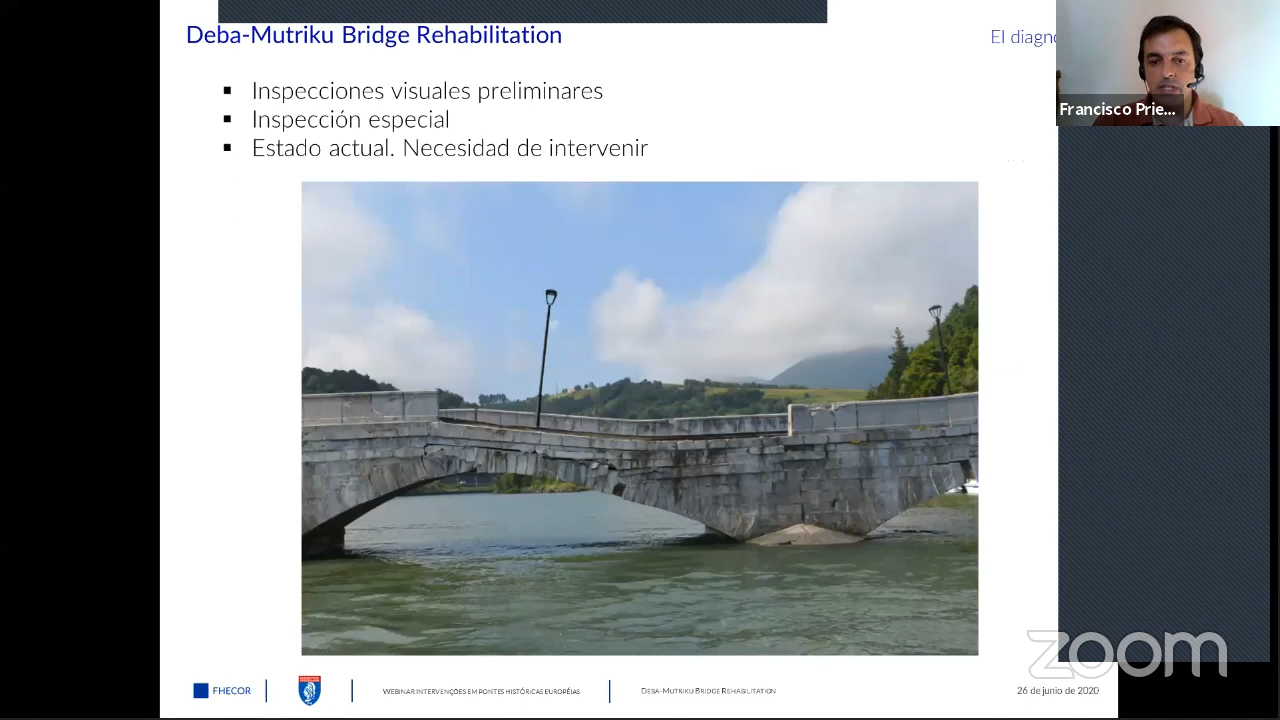 Deba-Mutriku Bridge Rehabilitation
El diagn
Francisco Prie...
Inspecciones visuales preliminares
Inspección especial
Estado actual. Necesidad de intervenir
zoom
FHECOR
WEBINAR INTERVENÇÕES EM PONTES HISTÓRICAS EUROPÉIAS
DEBA-MUTRIKU BRIDGE REHABILITATION
26 de junio de 2020